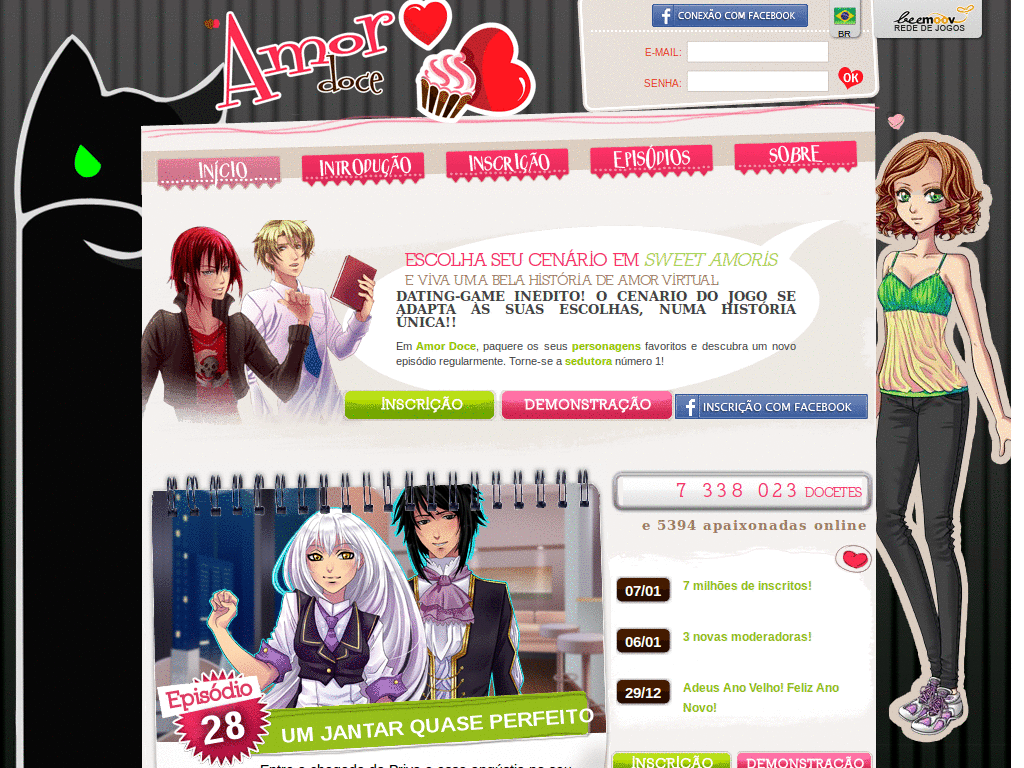 Amor
doce
CONEXÃO COM FACEBOOK
BR
beemoov
REDE DE JOGOS
E-MAIL:
SENHA:
OK
INÍCIO
INTRODUÇÃO
INSCRIÇÃO
EPISÓDIOS
SOBRE
ESCOLHA SEU CENÁRIO EM SWEET AMORIS
E VIVA UMA BELA HISTÓRIA DE AMOR VIRTUAL
DATING-GAME INEDITO! O CENARIO DO JOGO SE
ADAPTA ÀS SUAS ESCOLHAS, NUMA HISTÓRIA
ÚNICA!!
Em Amor Doce, paquere os seus personagens favoritos e descubra um novo
episódio regularmente. Torne-se a sedutora número 1!
INSCRIÇÃO
DEMONSTRAÇÃO
INSCRIÇÃO COM FACEBOOK
7 338 023 DOCETES
e 5394 apaixonadas online
07/01
7 milhões de inscritos!
06/01
3 novas moderadoras!
29/12
Adeus Ano Velho! Feliz Ano
Novo!
Episódio
28
UM JANTAR QUASE PERFEITO
INSCRIÇÃO
DEMONSTRAÇÃO